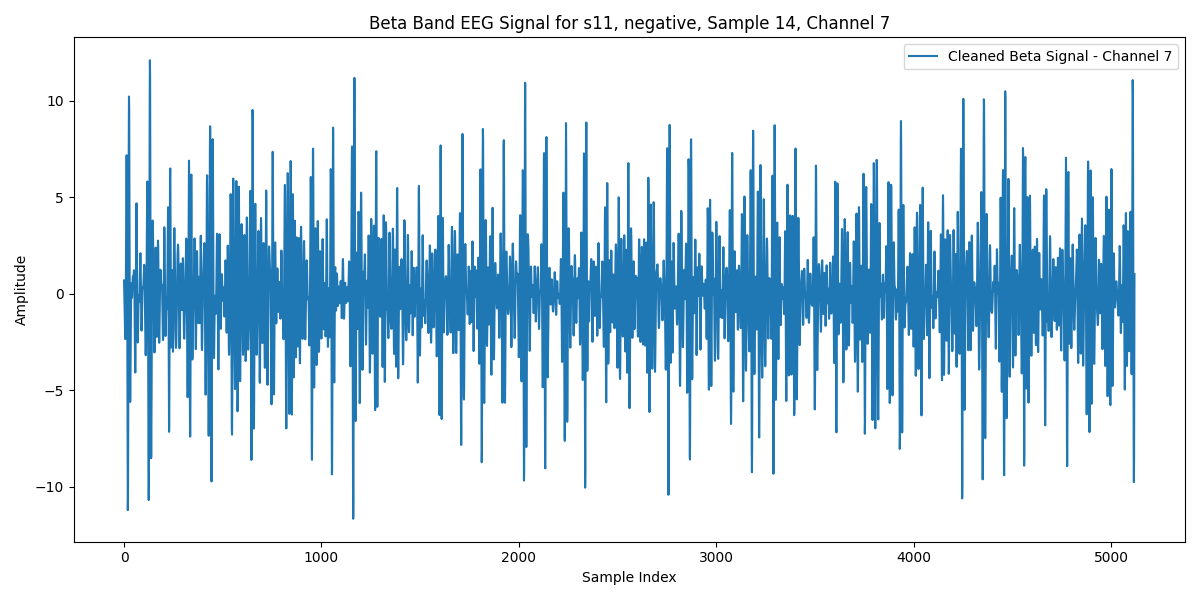 Beta Band EEG Signal for s11, negative, Sample 14, Channel 7
Cleaned Beta Signal - Channel 7
Amplitude
10
5
0
−5
−10
0 1000 2000 3000 4000 5000
Sample Index